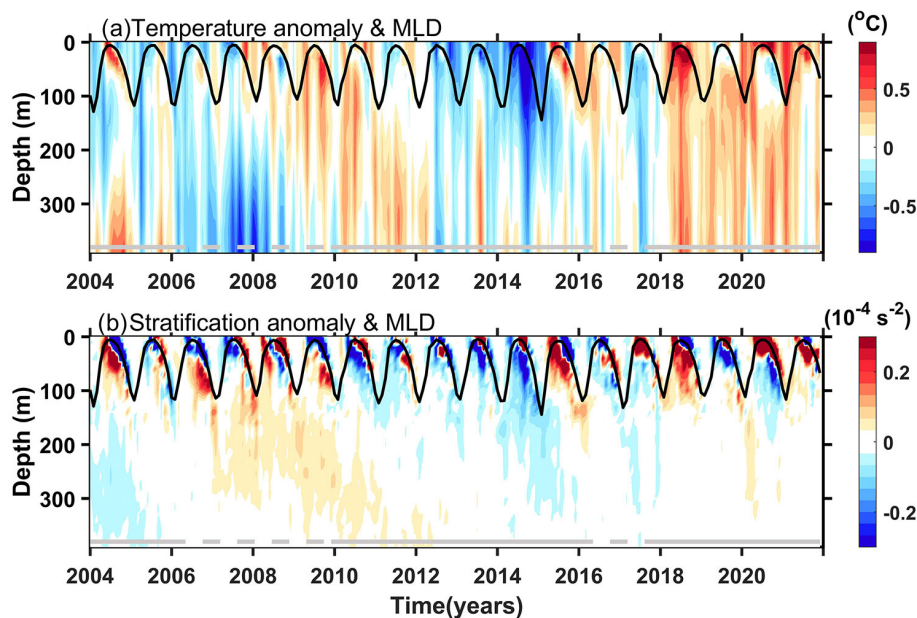 (a)Temperature anomaly & MLD
(°C)
Depth (m)
0
100
200
300
0.5
0
-0.5
2004 2006 2008 2010 2012 2014 2016 2018 2020
(b)Stratification anomaly & MLD
(10⁻⁴ s⁻²)
Depth (m)
0
100
200
300
0.2
0
-0.2
2004 2006 2008 2010 2012 2014 2016 2018 2020
Time(years)